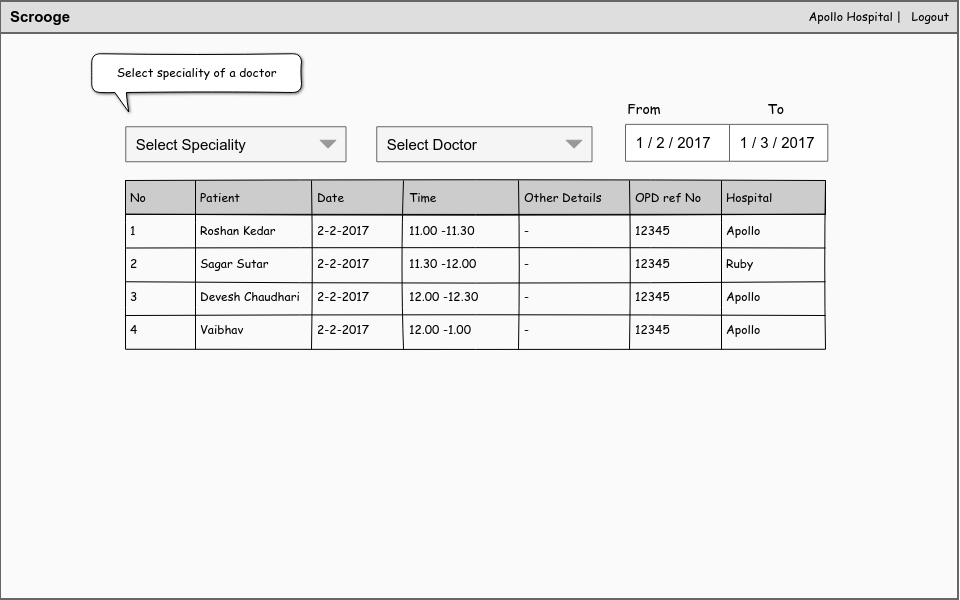 Scrooge
Apollo Hospital | Logout
Select speciality of a doctor
From To
Select Speciality Select Doctor 1 / 2 / 2017 1 / 3 / 2017
No Patient Date Time Other Details OPD ref No Hospital
1 Roshan Kedar 2-2-2017 11.00 -11.30 - 12345 Apollo
2 Sagar Sutar 2-2-2017 11.30 -12.00 - 12345 Ruby
3 Devesh Chaudhari 2-2-2017 12.00 -12.30 - 12345 Apollo
4 Vaibhav 2-2-2017 12.00 -1.00 - 12345 Apollo